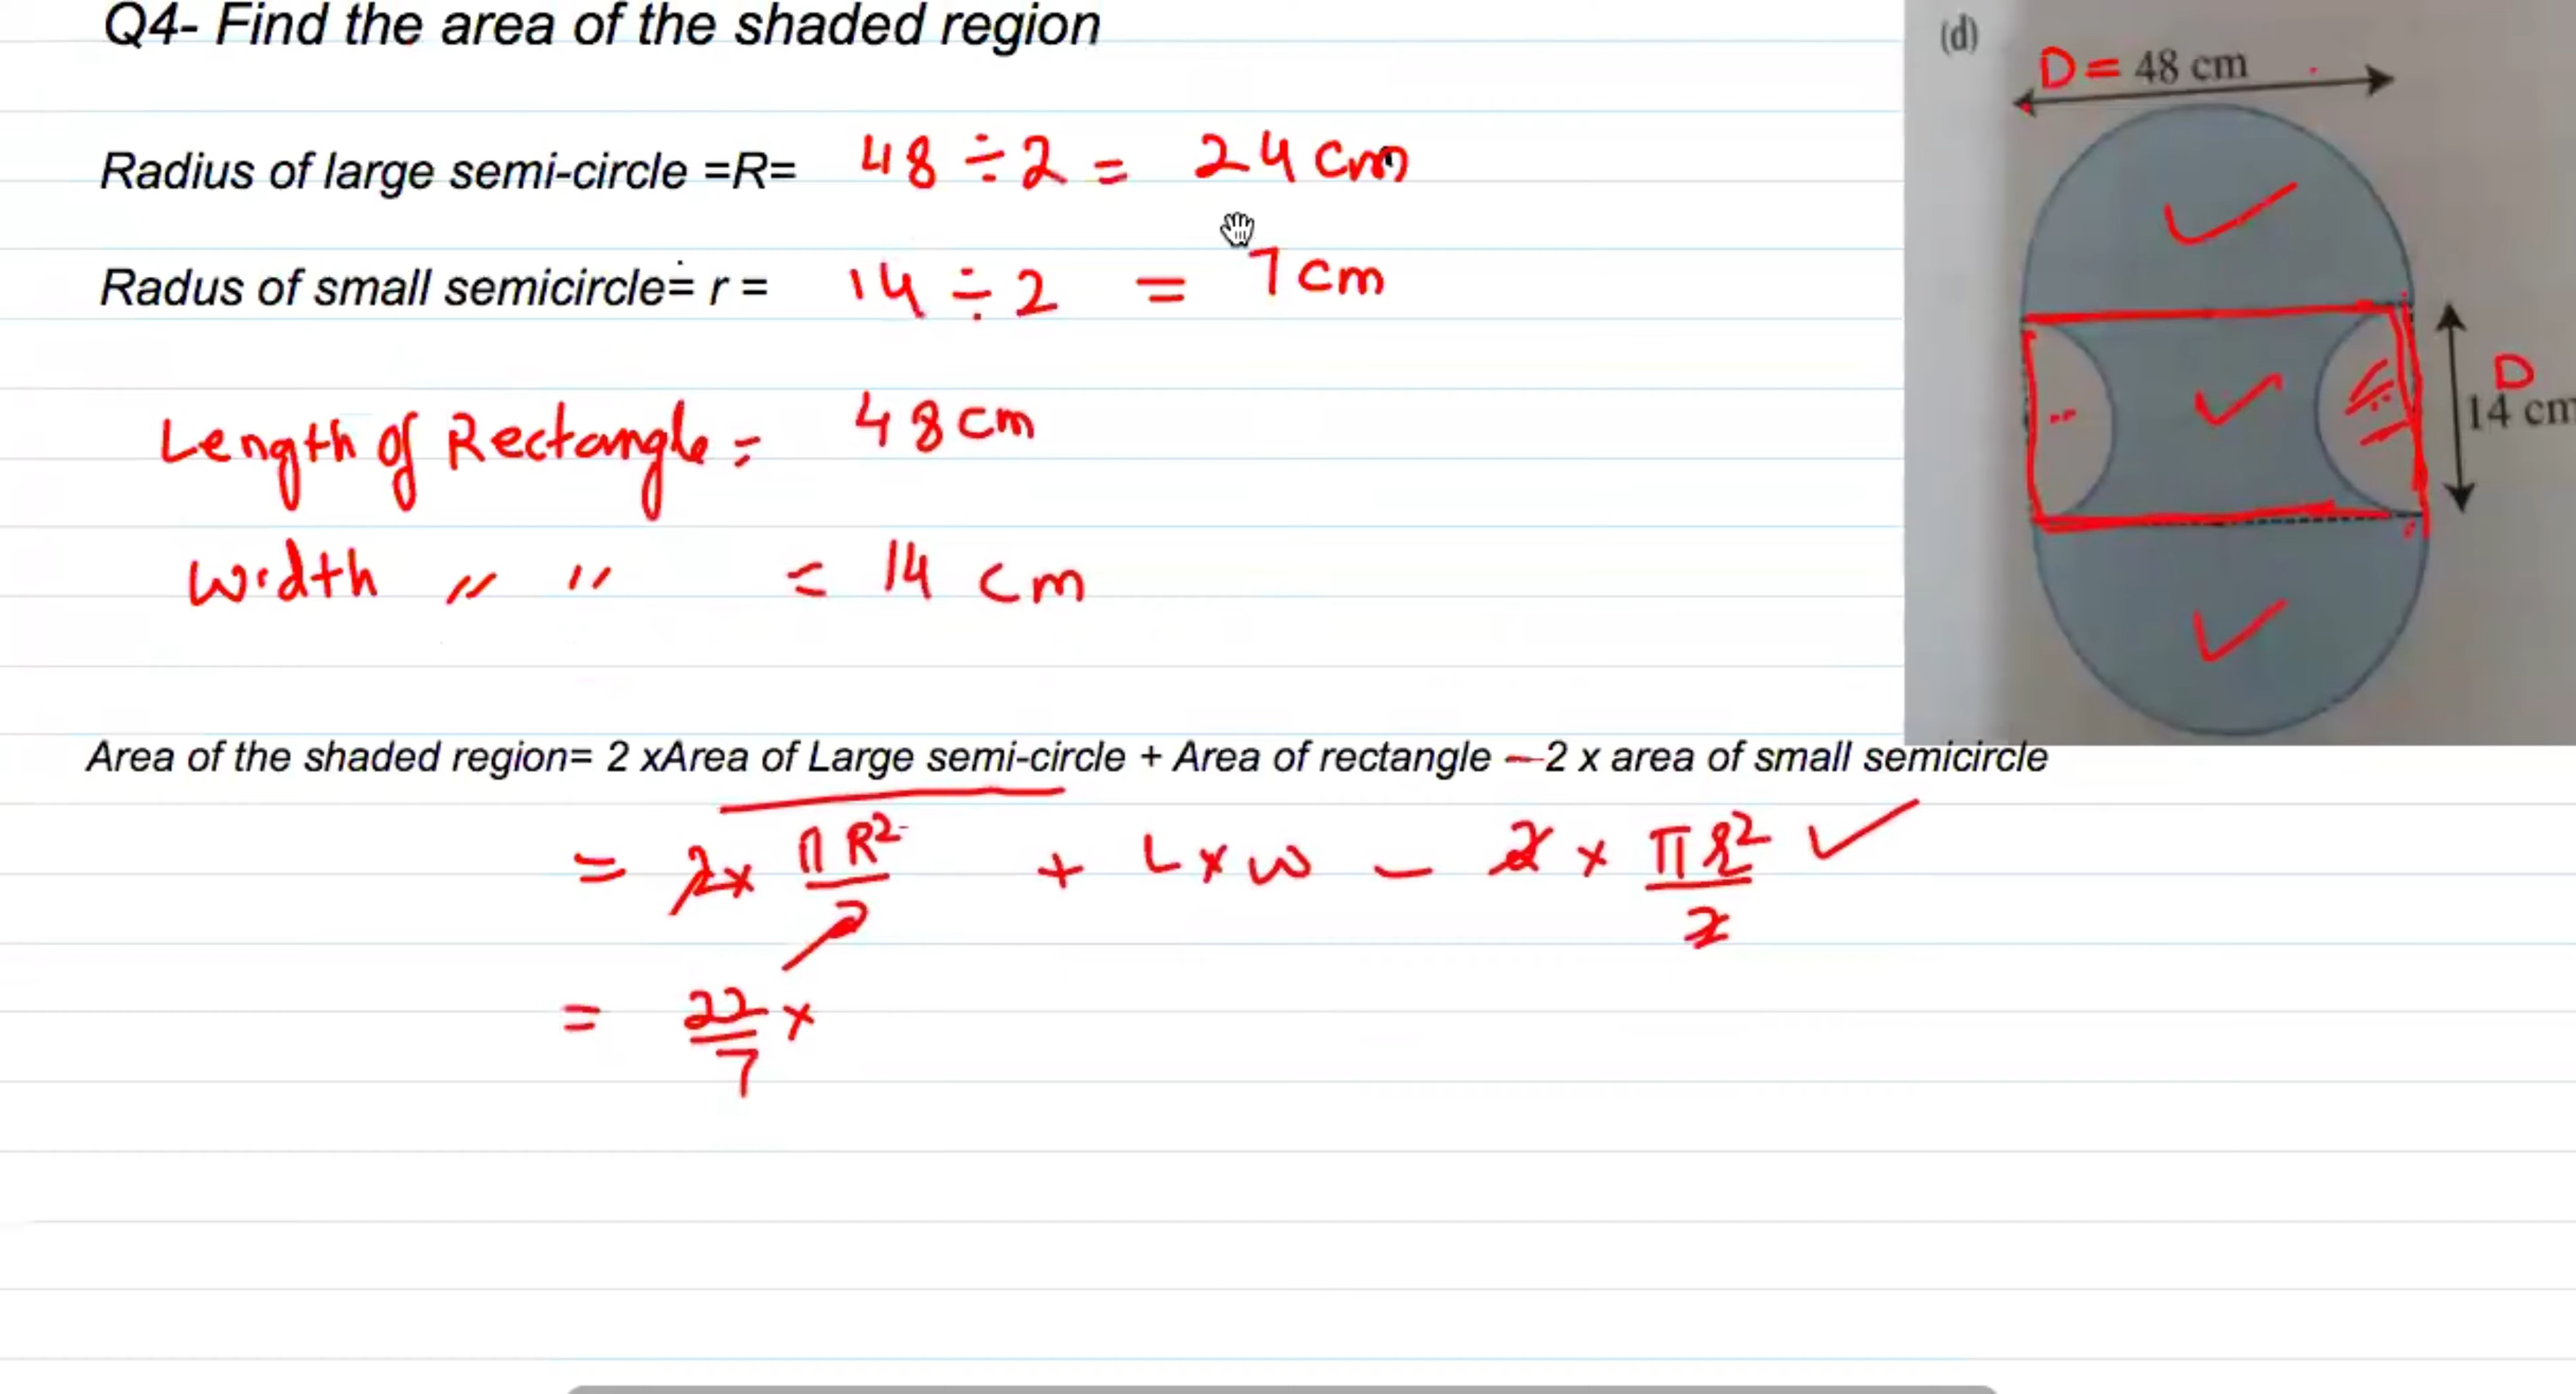 Q4- Find the area of the shaded region
(d)
D = 48 cm
Radius of large semi-circle =R= 48 ÷ 2 = 24 cm
Radus of small semicircle= r = 14 ÷ 2 = 7 cm
D
14 cm
Length of Rectangle = 48 cm
Width " " = 14 cm
Area of the shaded region= 2 xArea of Large semi-circle + Area of rectangle - 2 x area of small semicircle
= 2 x πR²/2 + L x W - 2 x πr²/2
= 22/7 x